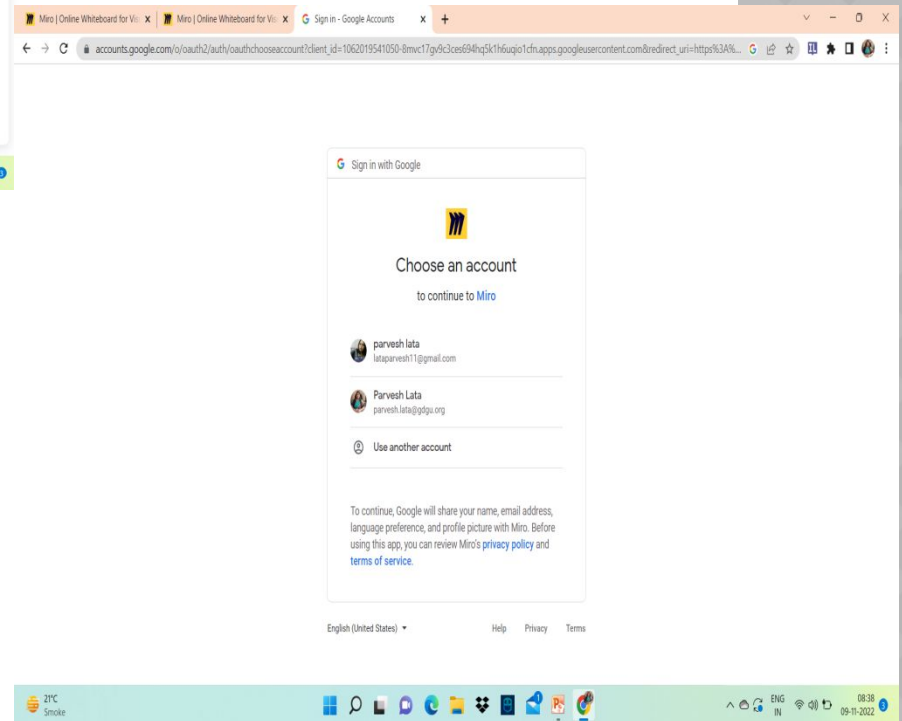 Miro | Online Whiteboard for Vis
Miro | Online Whiteboard for Vis
Sign in - Google Accounts
accounts.google.com/o/oauth2/auth/oauthchooseaccount?client_id=1062019541050-8mvc17gv9c3ces694hq5k1h6uqio1cfn.apps.googleusercontent.com&redirect_uri=https%3A%...
Sign in with Google
Choose an account
to continue to Miro
parvesh lata
lataparvesh11@gmail.com
Parvesh Lata
parvesh.lata@gdgu.org
Use another account
To continue, Google will share your name, email address,
language preference, and profile picture with Miro. Before
using this app, you can review Miro's privacy policy and
terms of service.
English (United States)
Help Privacy Terms
21°C
Smoke
ENG
IN
08:38
09-11-2022
3